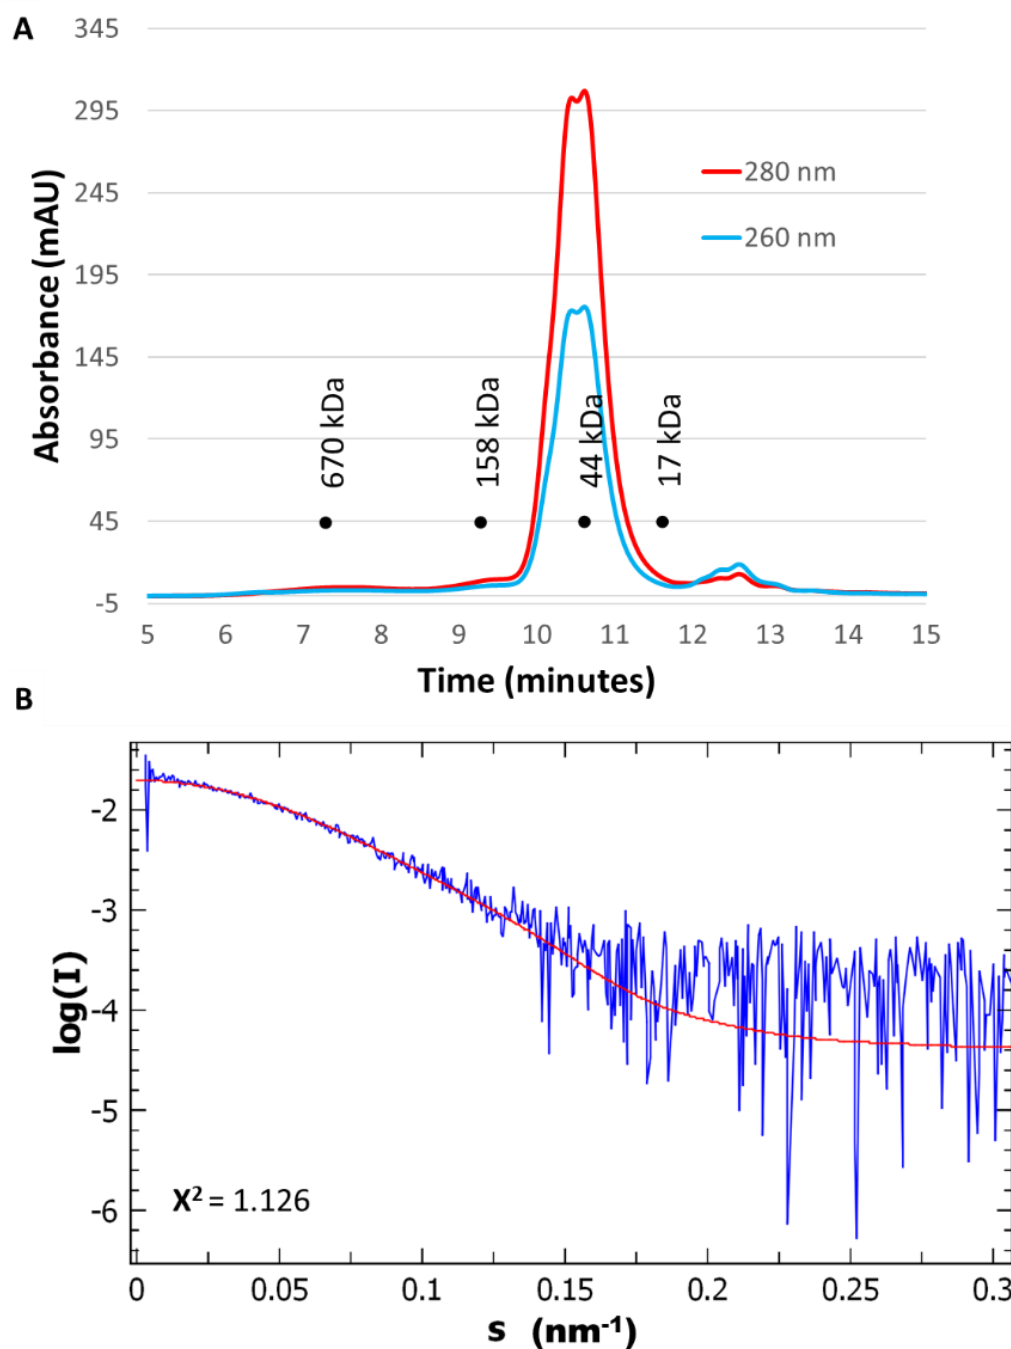 A
345
295
245
195
145
95
45
-5
Absorbance (mAU)
280 nm
260 nm
670 kDa
158 kDa
44 kDa
17 kDa
5 6 7 8 9 10 11 12 13 14 15
Time (minutes)
B
-2
-3
-4
-5
-6
log(I)
X² = 1.126
0 0.05 0.1 0.15 0.2 0.25 0.3
s (nm⁻¹)